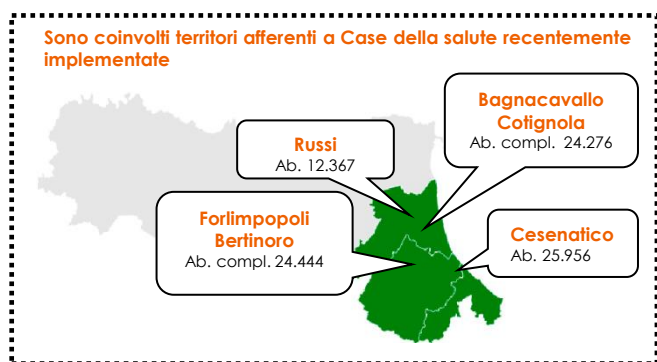 Sono coinvolti territori afferenti a Case della salute recentemente
implementate
Bagnacavallo
Cotignola
Ab. compl. 24.276
Russi
Ab. 12.367
Forlimpopoli
Bertinoro
Ab. compl. 24.444
Cesenatico
Ab. 25.956